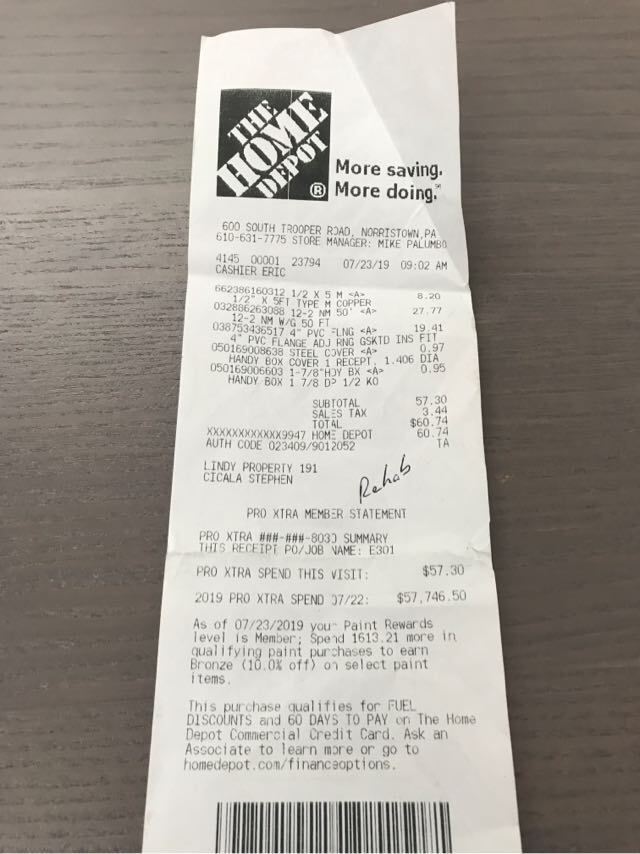 THE
HOME
DEPOT
®
More saving.
More doing.℠
600 SOUTH TROOPER ROAD, NORRISTOWN,PA
610-631-7775 STORE MANAGER: MIKE PALUMBO
4145 00001 23794 07/23/19 09:02 AM
CASHIER ERIC
662386160312 1/2 X 5 M <A> 8.20
1/2" X 5FT TYPE M COPPER
032886263088 12-2 NM 50' <A> 27.77
12-2 NM W/G 50 FT
038753436517 4" PVC FLNG <A> 19.41
4" PVC FLANGE ADJ RNG GSKTD INS FIT
050169008638 STEEL COVER <A> 0.97
HANDY BOX COVER 1 RECEPT. 1.406 DIA
050169006603 1-7/8"HDY BX <A> 0.95
HANDY BOX 1 7/8 DP 1/2 KO
SUBTOTAL 57.30
SALES TAX 3.44
TOTAL $60.74
XXXXXXXXXXXX9947 HOME DEPOT 60.74
AUTH CODE 023409/9012052 TA
LINDY PROPERTY 191
CICALA STEPHEN
Rehab
PRO XTRA MEMBER STATEMENT
PRO XTRA ###-###-8030 SUMMARY
THIS RECEIPT PO/JOB NAME: E301
PRO XTRA SPEND THIS VISIT: $57.30
2019 PRO XTRA SPEND 07/22: $57,746.50
As of 07/23/2019 your Paint Rewards
level is Member; Spend 1613.21 more in
qualifying paint purchases to earn
Bronze (10.0% off) on select paint
items.
This purchase qualifies for FUEL
DISCOUNTS and 60 DAYS TO PAY on The Home
Depot Commercial Credit Card. Ask an
Associate to learn more or go to
homedepot.com/financeoptions.